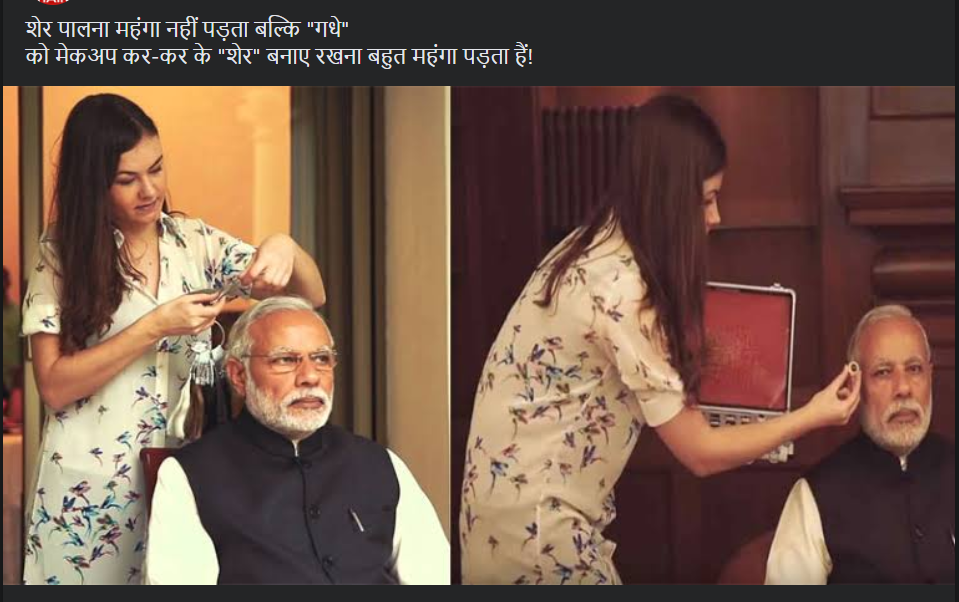 शेर पालना महंगा नहीं पड़ता बल्कि "गधे"
को मेकअप कर-कर के "शेर" बनाए रखना बहुत महंगा पड़ता हैं!